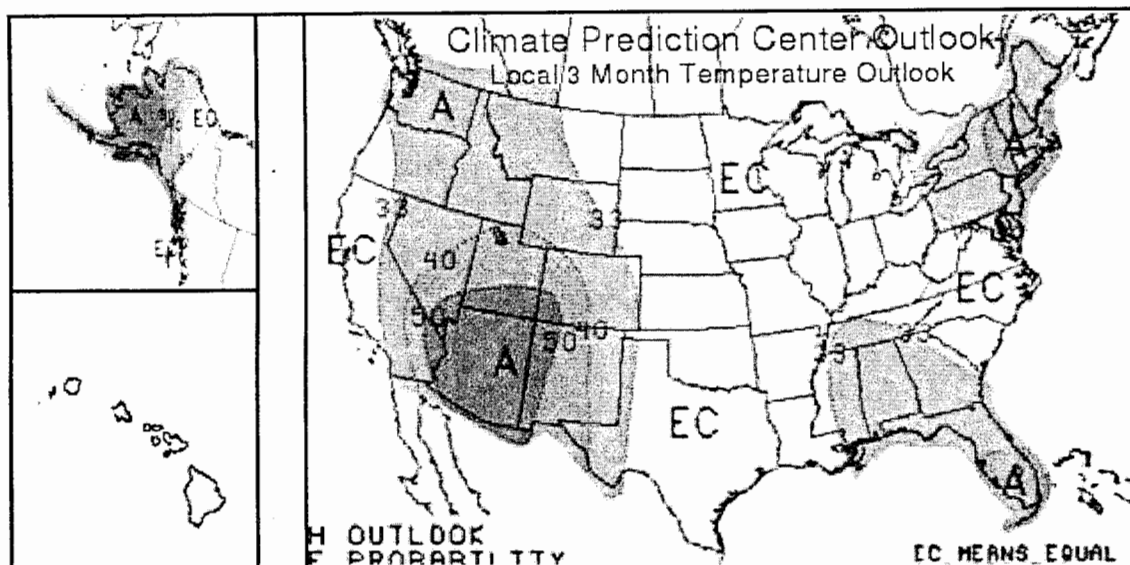 Climate Prediction Center Outlook
Local 3 Month Temperature Outlook
A
EC
A
A
EC
33
33
EC
40
EC
50
40
50
33
33
A
EC
A
H OUTLOOK
F PROBABILITY
EC MEANS EQUAL